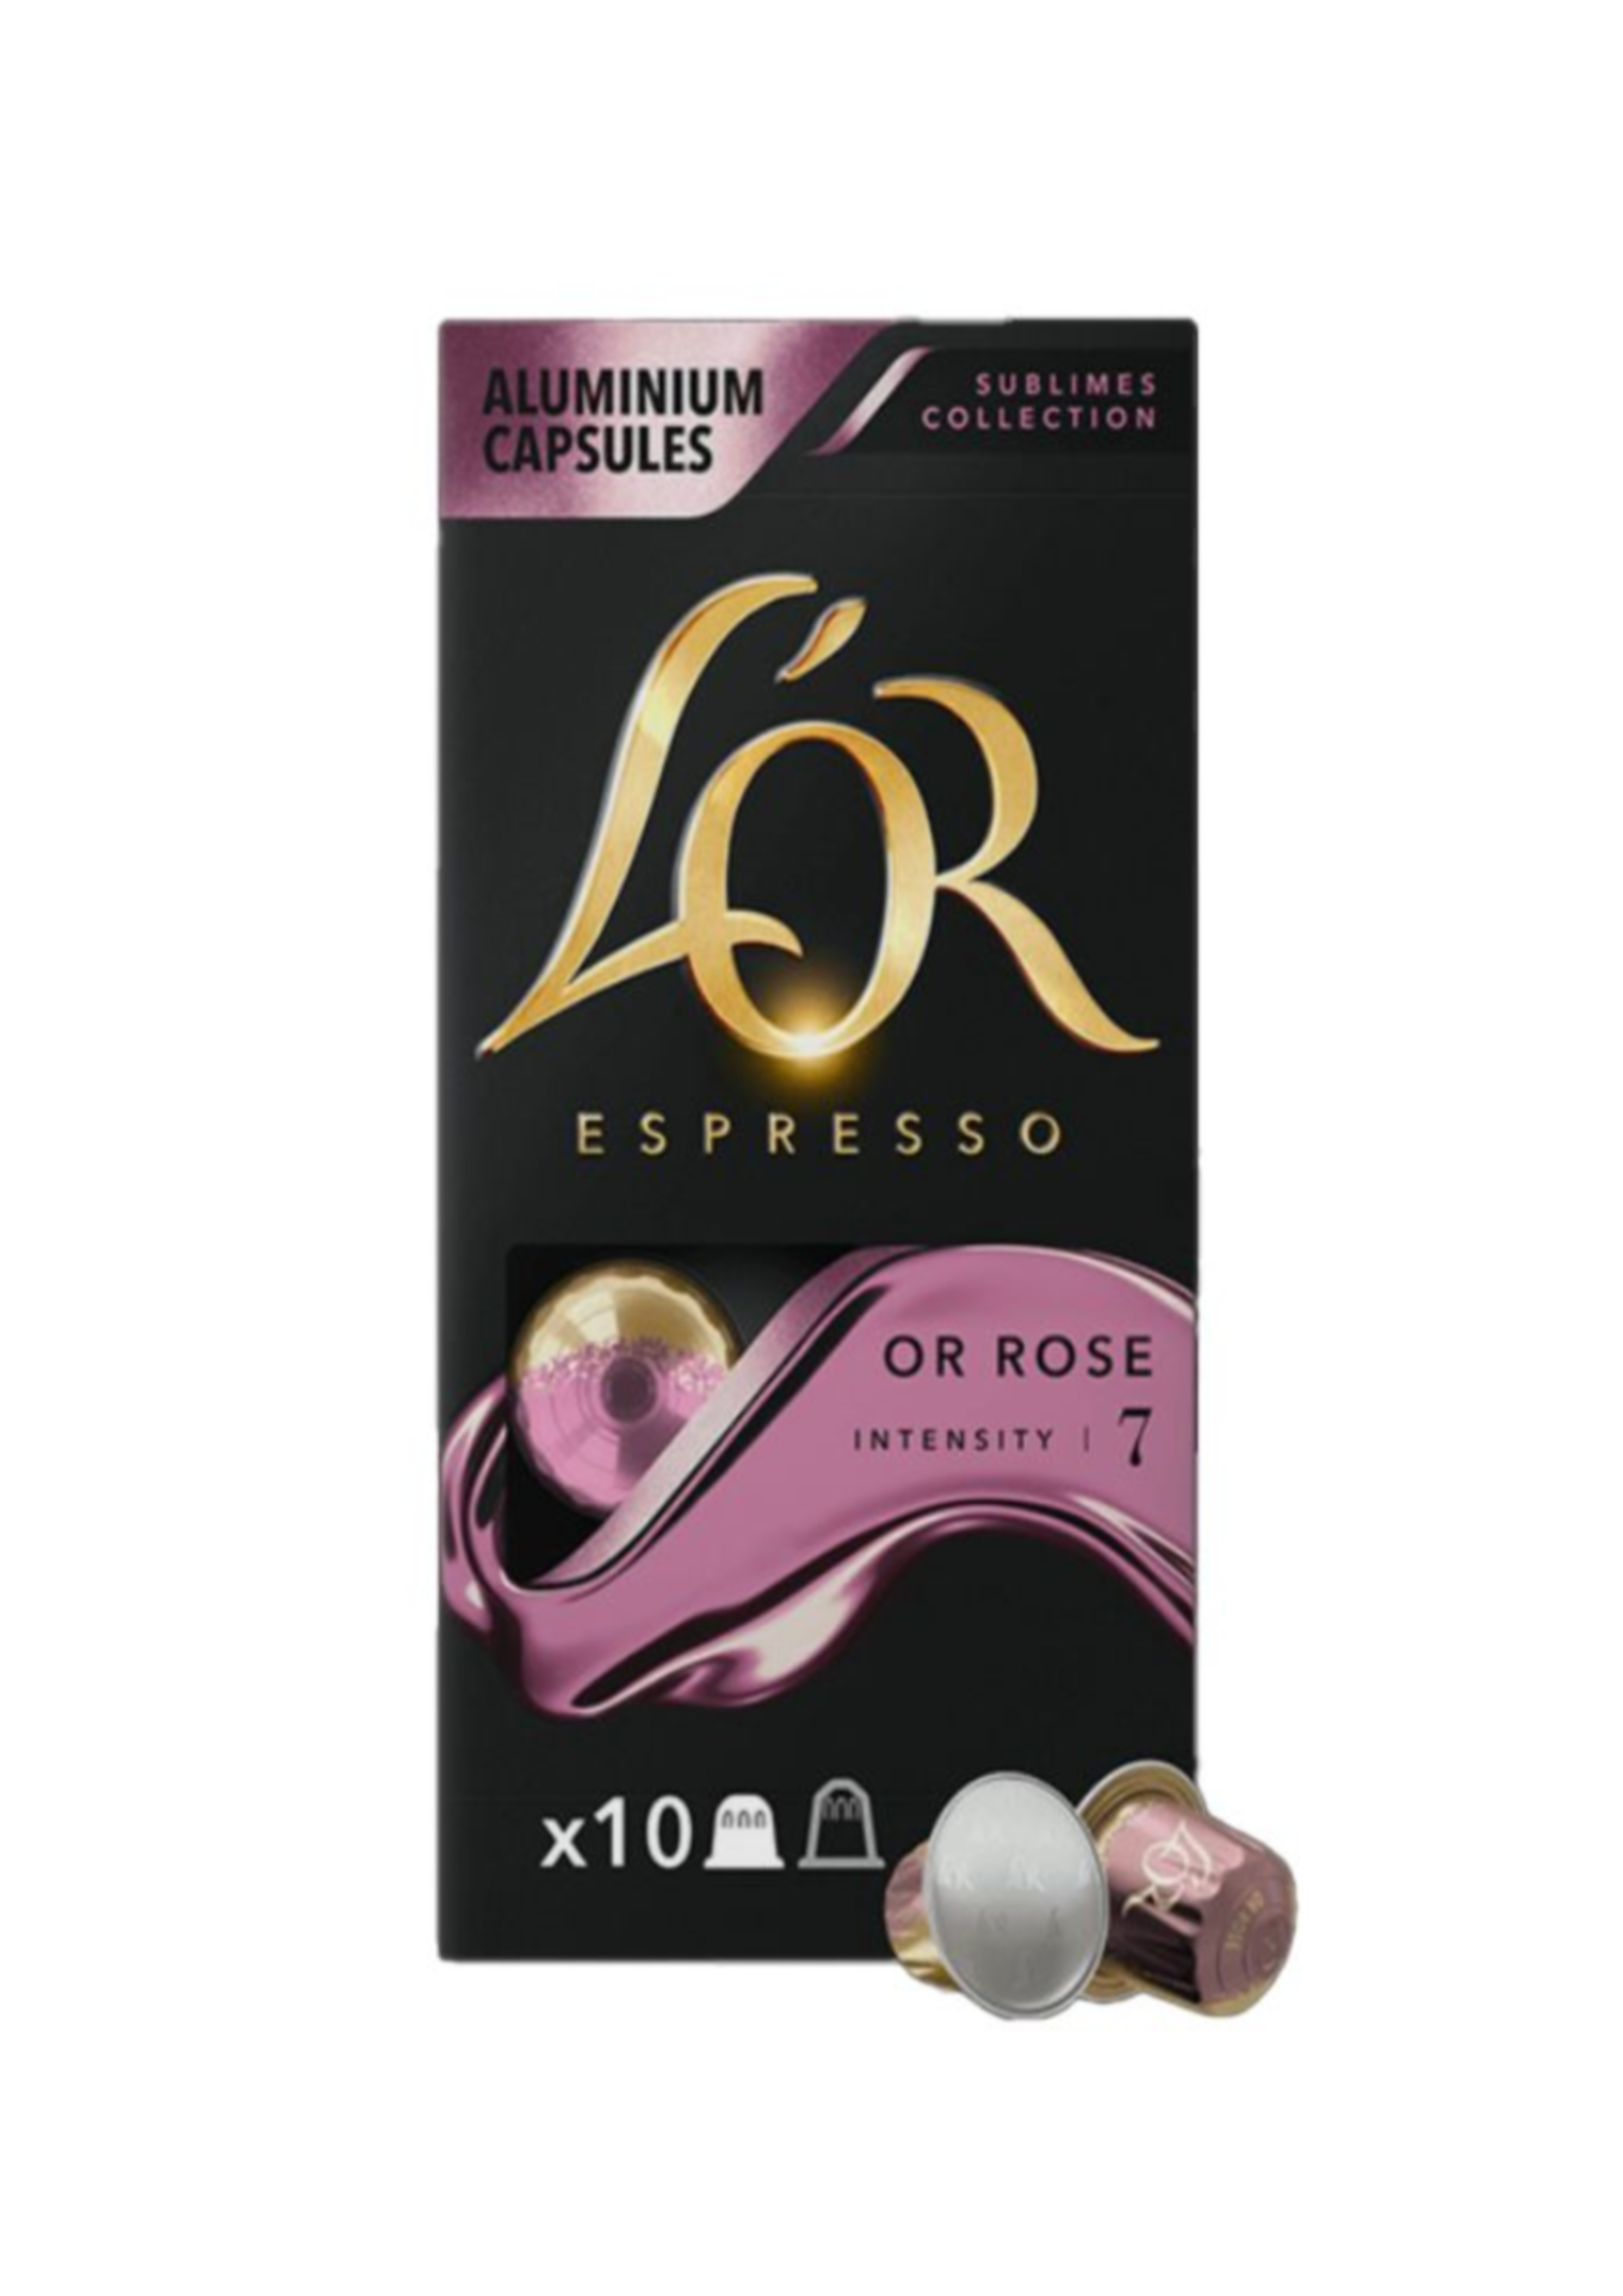 ALUMINIUM
CAPSULES
SUBLIMES
COLLECTION
L'OR
ESPRESSO
OR ROSE
INTENSITY | 7
x10